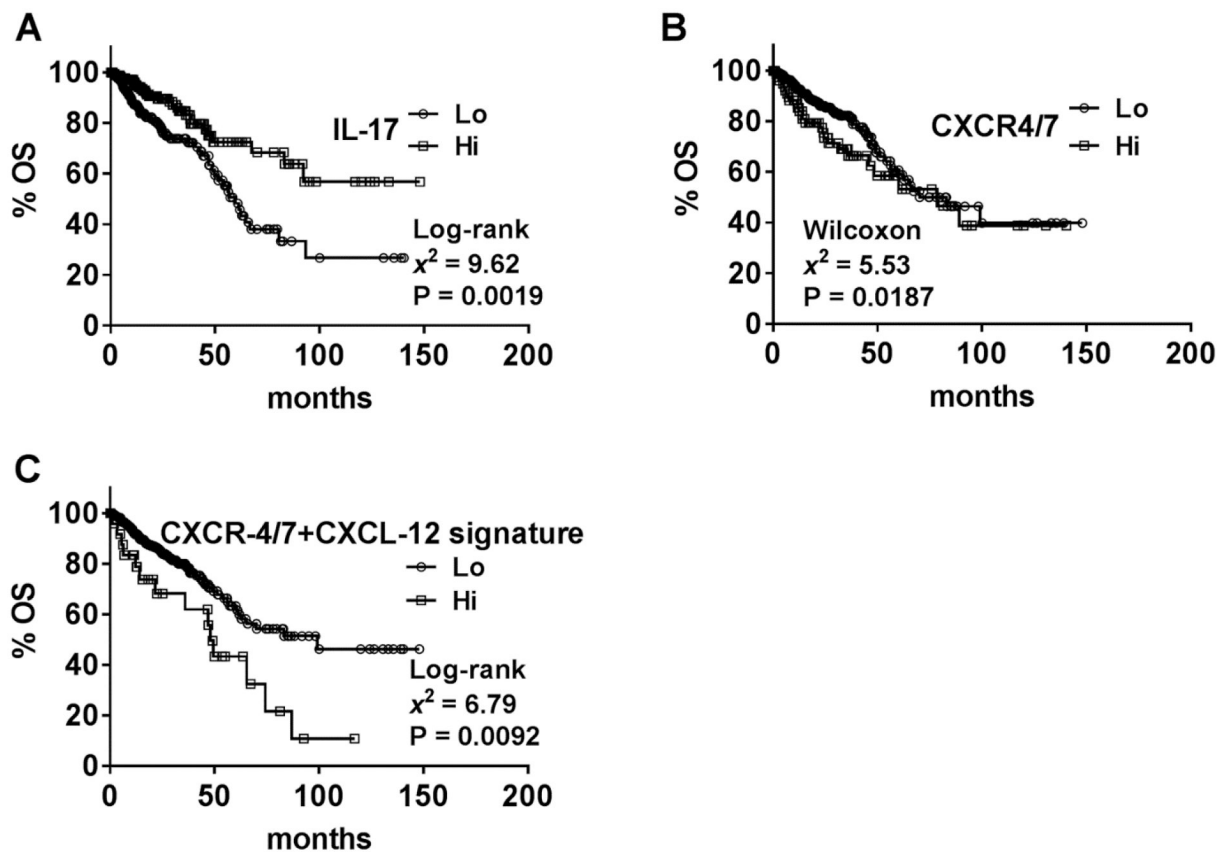 A
100
80
60
40
20
0
% OS
IL-17
Lo
Hi
Log-rank
x² = 9.62
P = 0.0019
0 50 100 150 200
months
B
100
80
60
40
20
0
% OS
CXCR4/7
Lo
Hi
Wilcoxon
x² = 5.53
P = 0.0187
0 50 100 150 200
months
C
100
80
60
40
20
0
% OS
CXCR-4/7+CXCL-12 signature
Lo
Hi
Log-rank
x² = 6.79
P = 0.0092
0 50 100 150 200
months